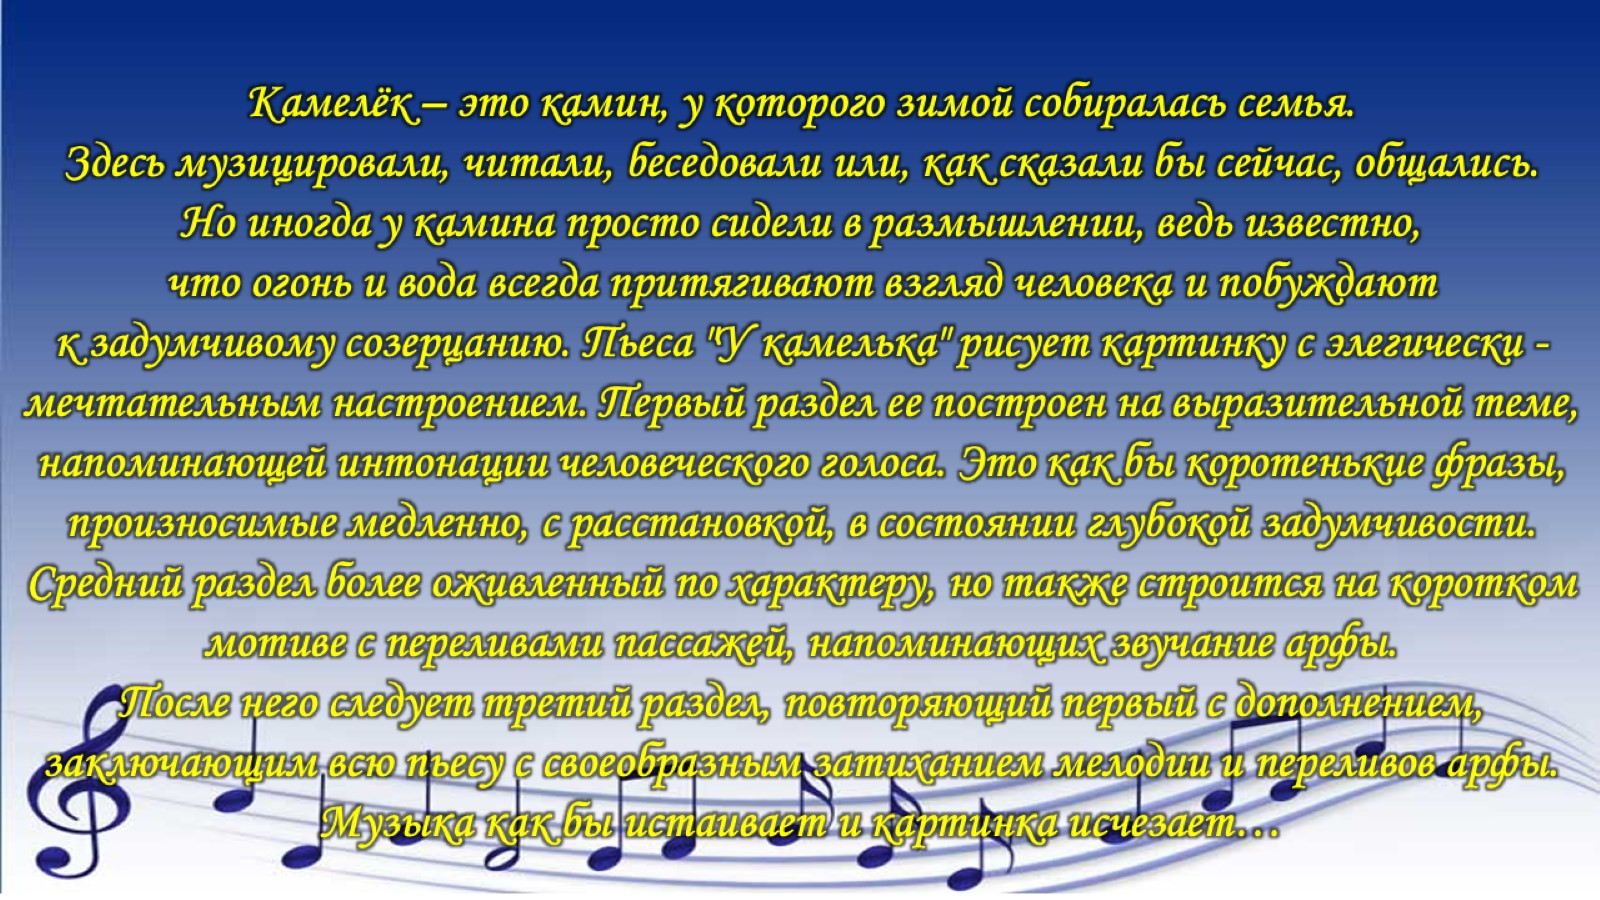 Камелёк – это камин, у которого зимой собиралась семья.
Здесь музицировали, читали, беседовали или, как сказали бы сейчас, общались.
Но иногда у камина просто сидели в размышлении, ведь известно,
что огонь и вода всегда притягивают взгляд человека и побуждают
к задумчивому созерцанию. Пьеса "У камелька" рисует картинку с элегически -
мечтательным настроением. Первый раздел ее построен на выразительной теме,
напоминающей интонации человеческого голоса. Это как бы коротенькие фразы,
произносимые медленно, с расстановкой, в состоянии глубокой задумчивости.
Средний раздел более оживленный по характеру, но также строится на коротком
мотиве с переливами пассажей, напоминающих звучание арфы.
После него следует третий раздел, повторяющий первый с дополнением,
заключающим всю пьесу с своеобразным затиханием мелодии и переливов арфы.
Музыка как бы истаивает и картинка исчезает…